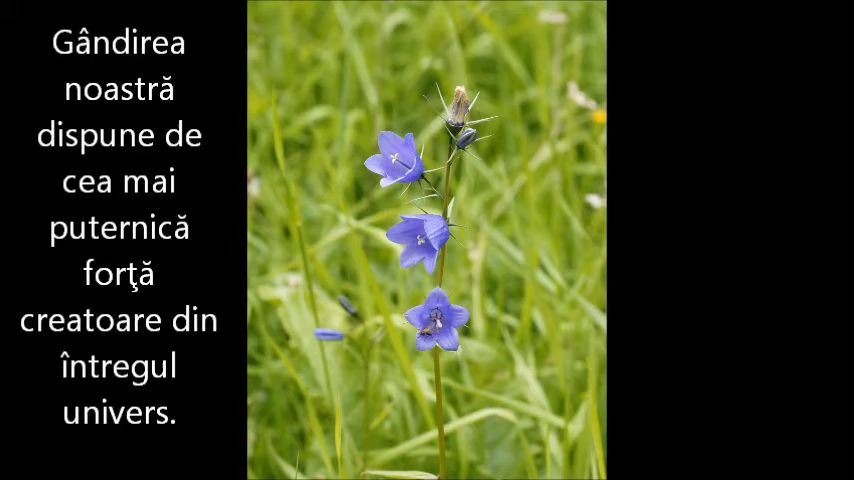 Gândirea
noastră
dispune de
cea mai
puternică
forţă
creatoare din
întregul
univers.